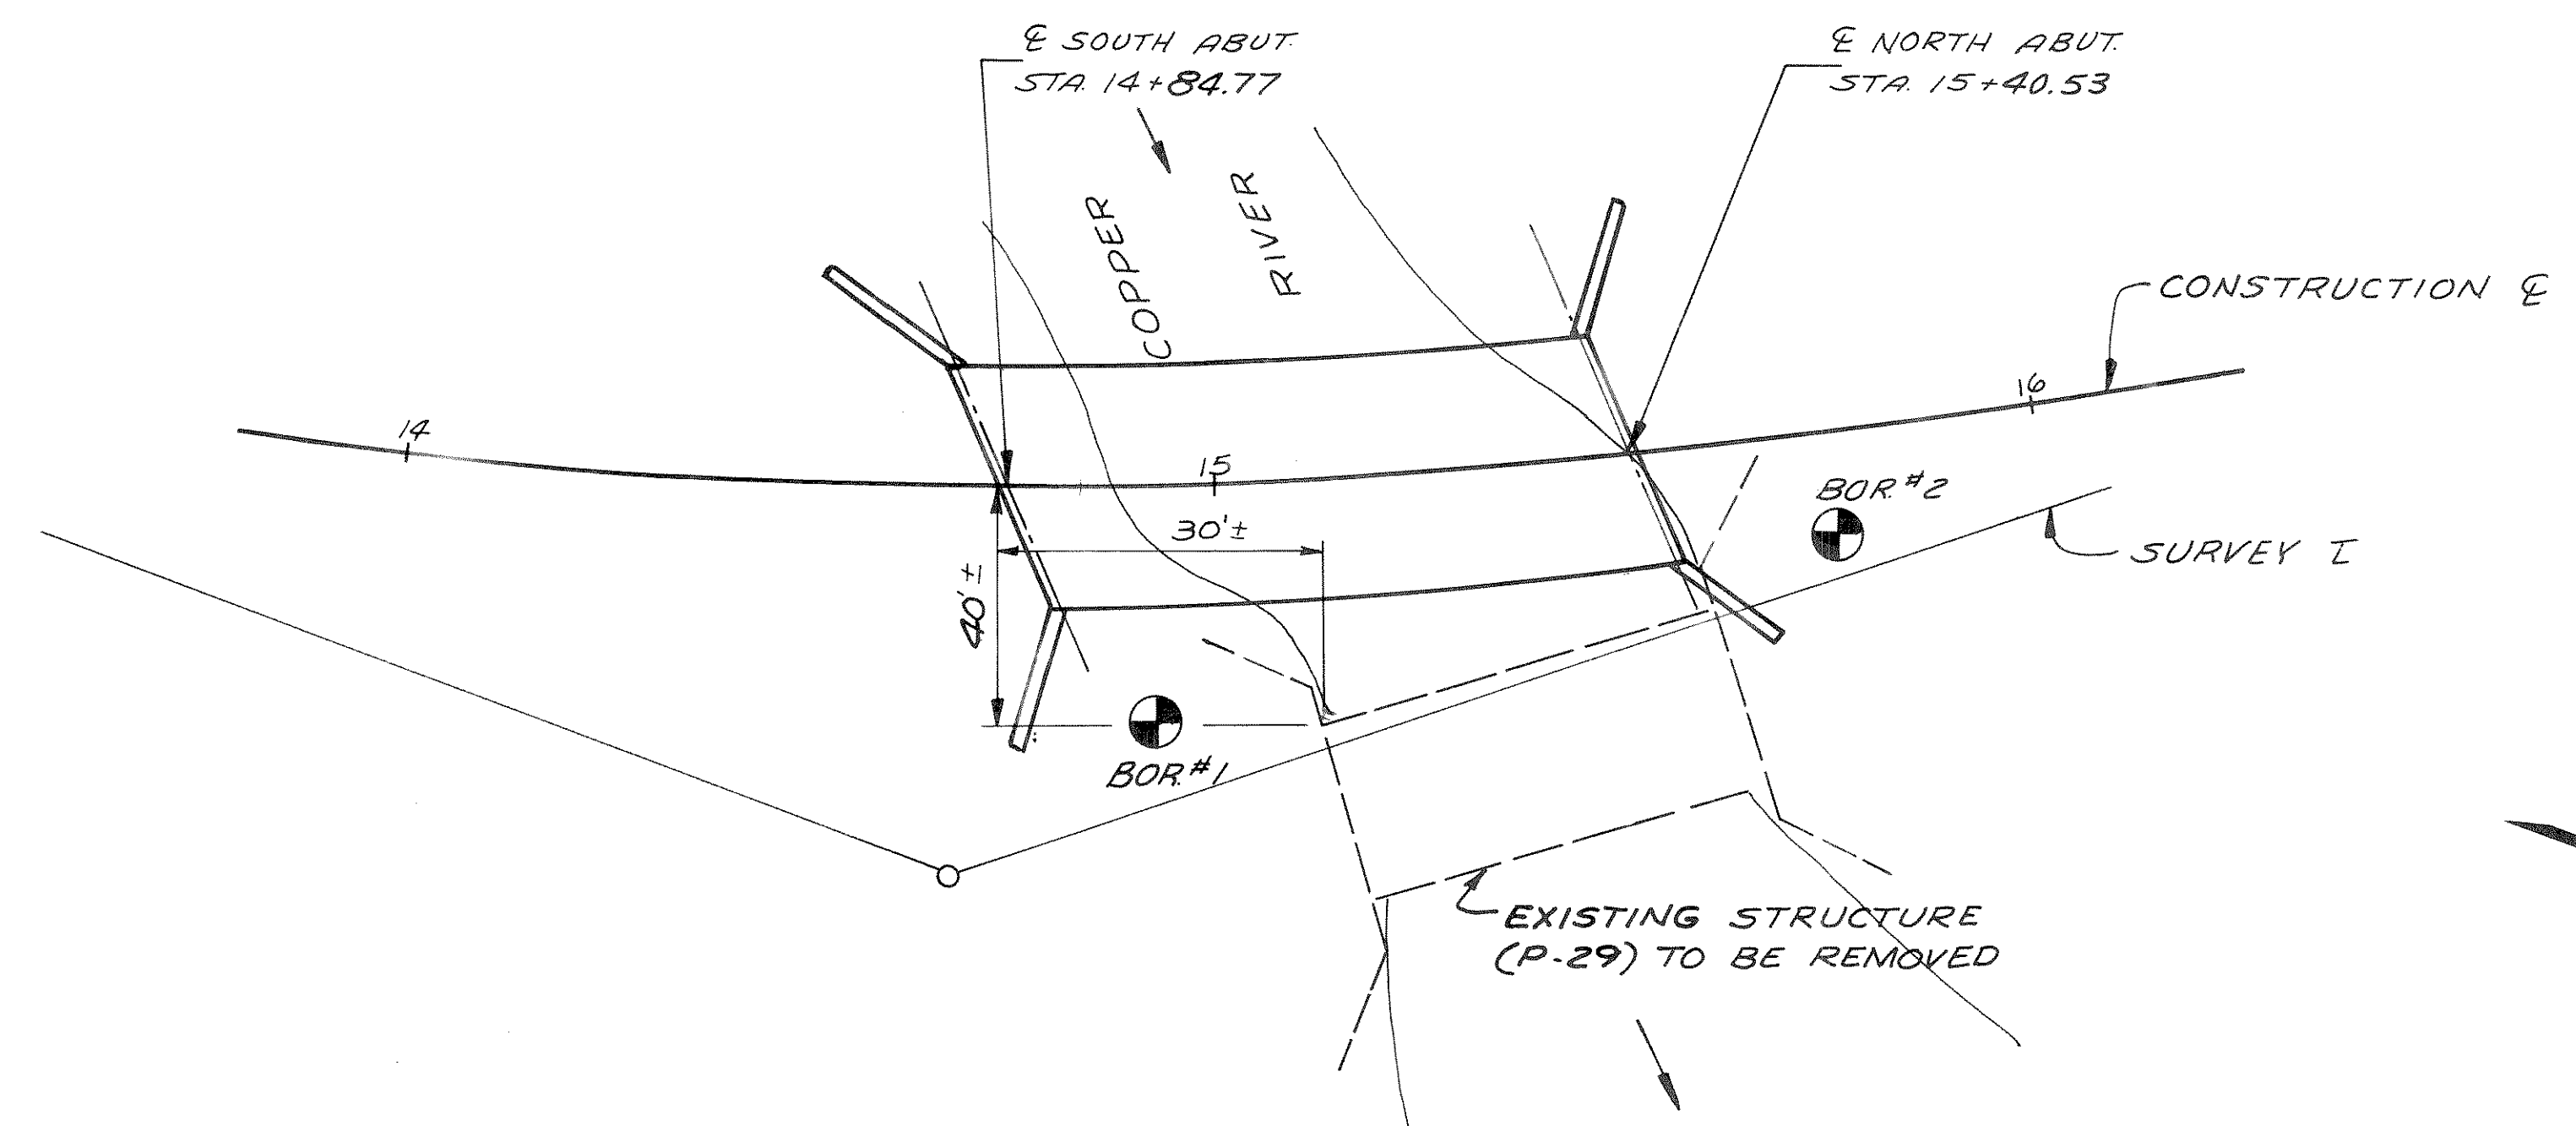 ℄ SOUTH ABUT.
STA. 14+84.77
℄ NORTH ABUT.
STA. 15+40.53
COPPER
RIVER
CONSTRUCTION ℄
14
15
16
30'±
40'±
BOR. #2
SURVEY
BOR. #1
EXISTING STRUCTURE
(P-29) TO BE REMOVED